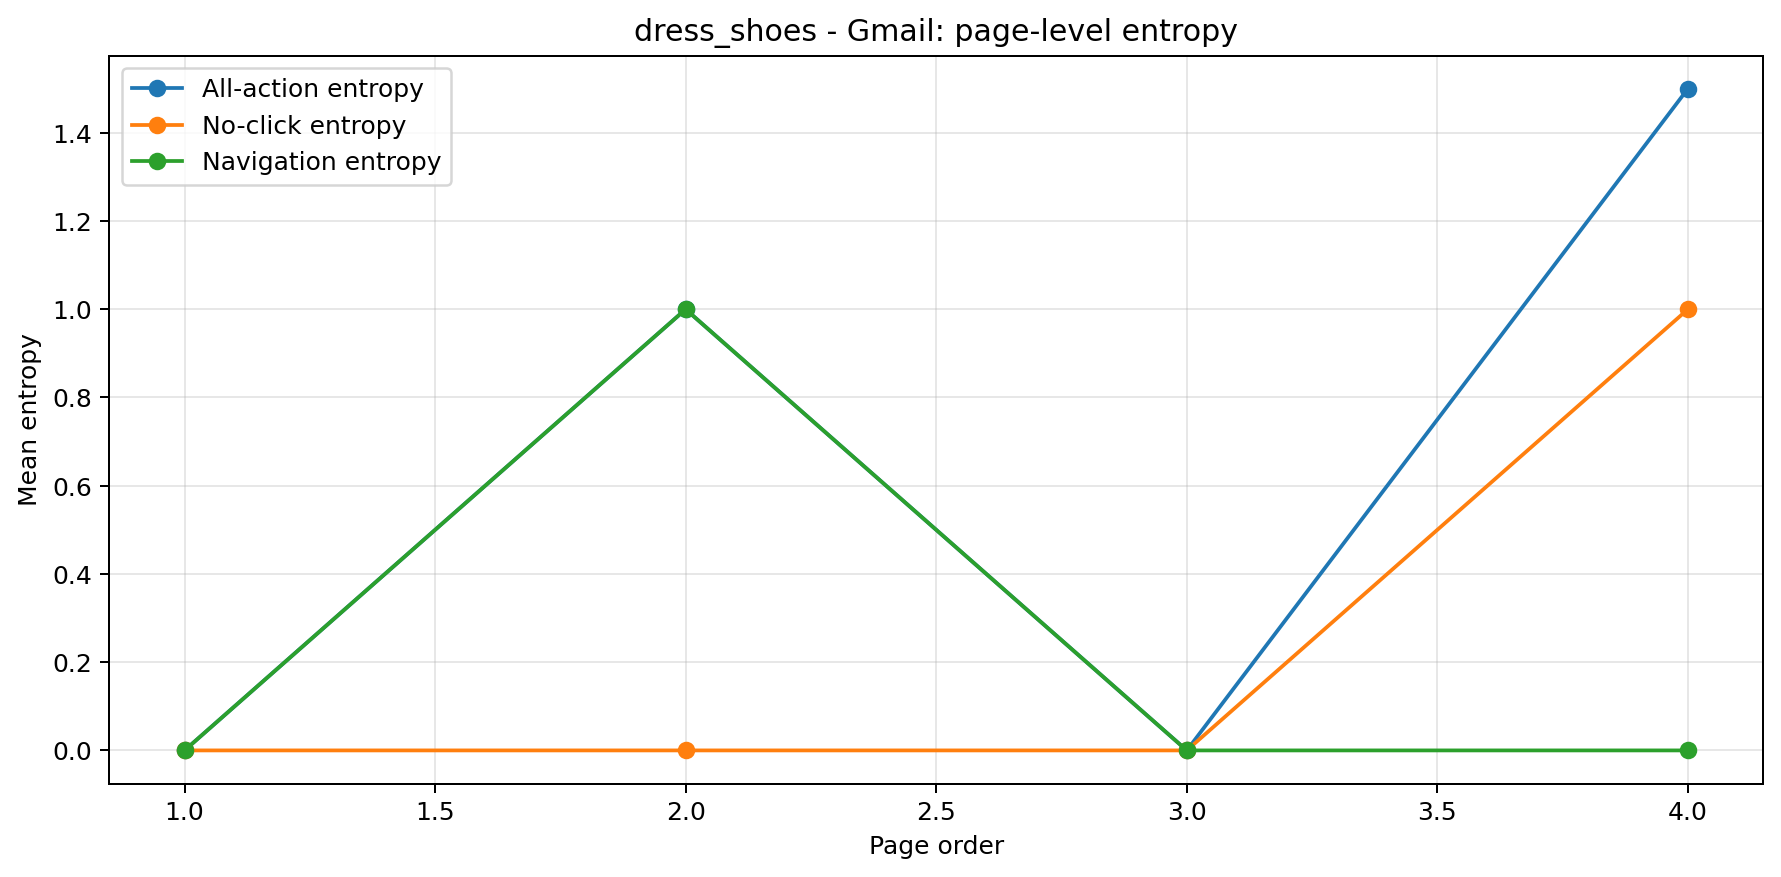 dress_shoes - Gmail: page-level entropy
All-action entropy
No-click entropy
Navigation entropy
Mean entropy
1.4
1.2
1.0
0.8
0.6
0.4
0.2
0.0
1.0 1.5 2.0 2.5 3.0 3.5 4.0
Page order